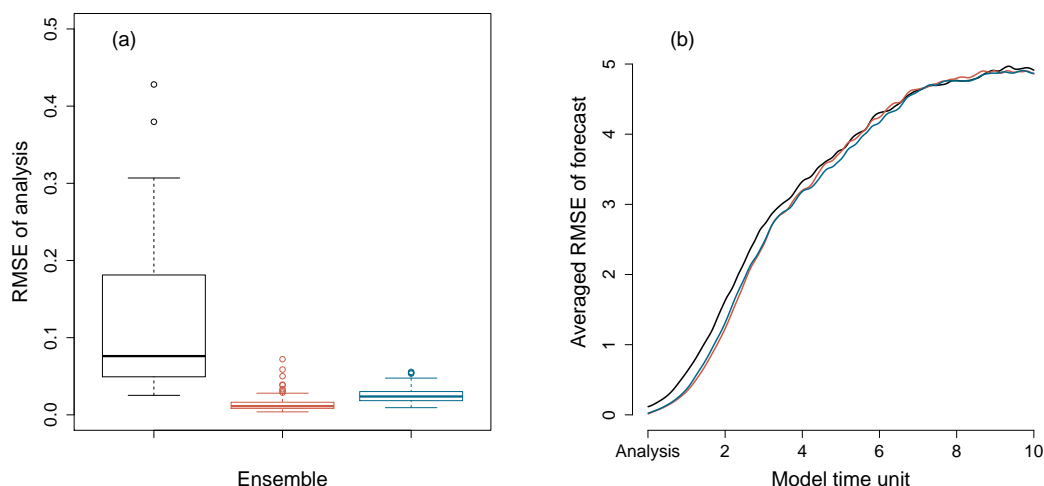 (a)
RMSE of analysis
0.5
0.4
0.3
0.2
0.1
0.0
Ensemble
(b)
Averaged RMSE of forecast
5
4
3
2
1
0
Analysis 2 4 6 8 10
Model time unit